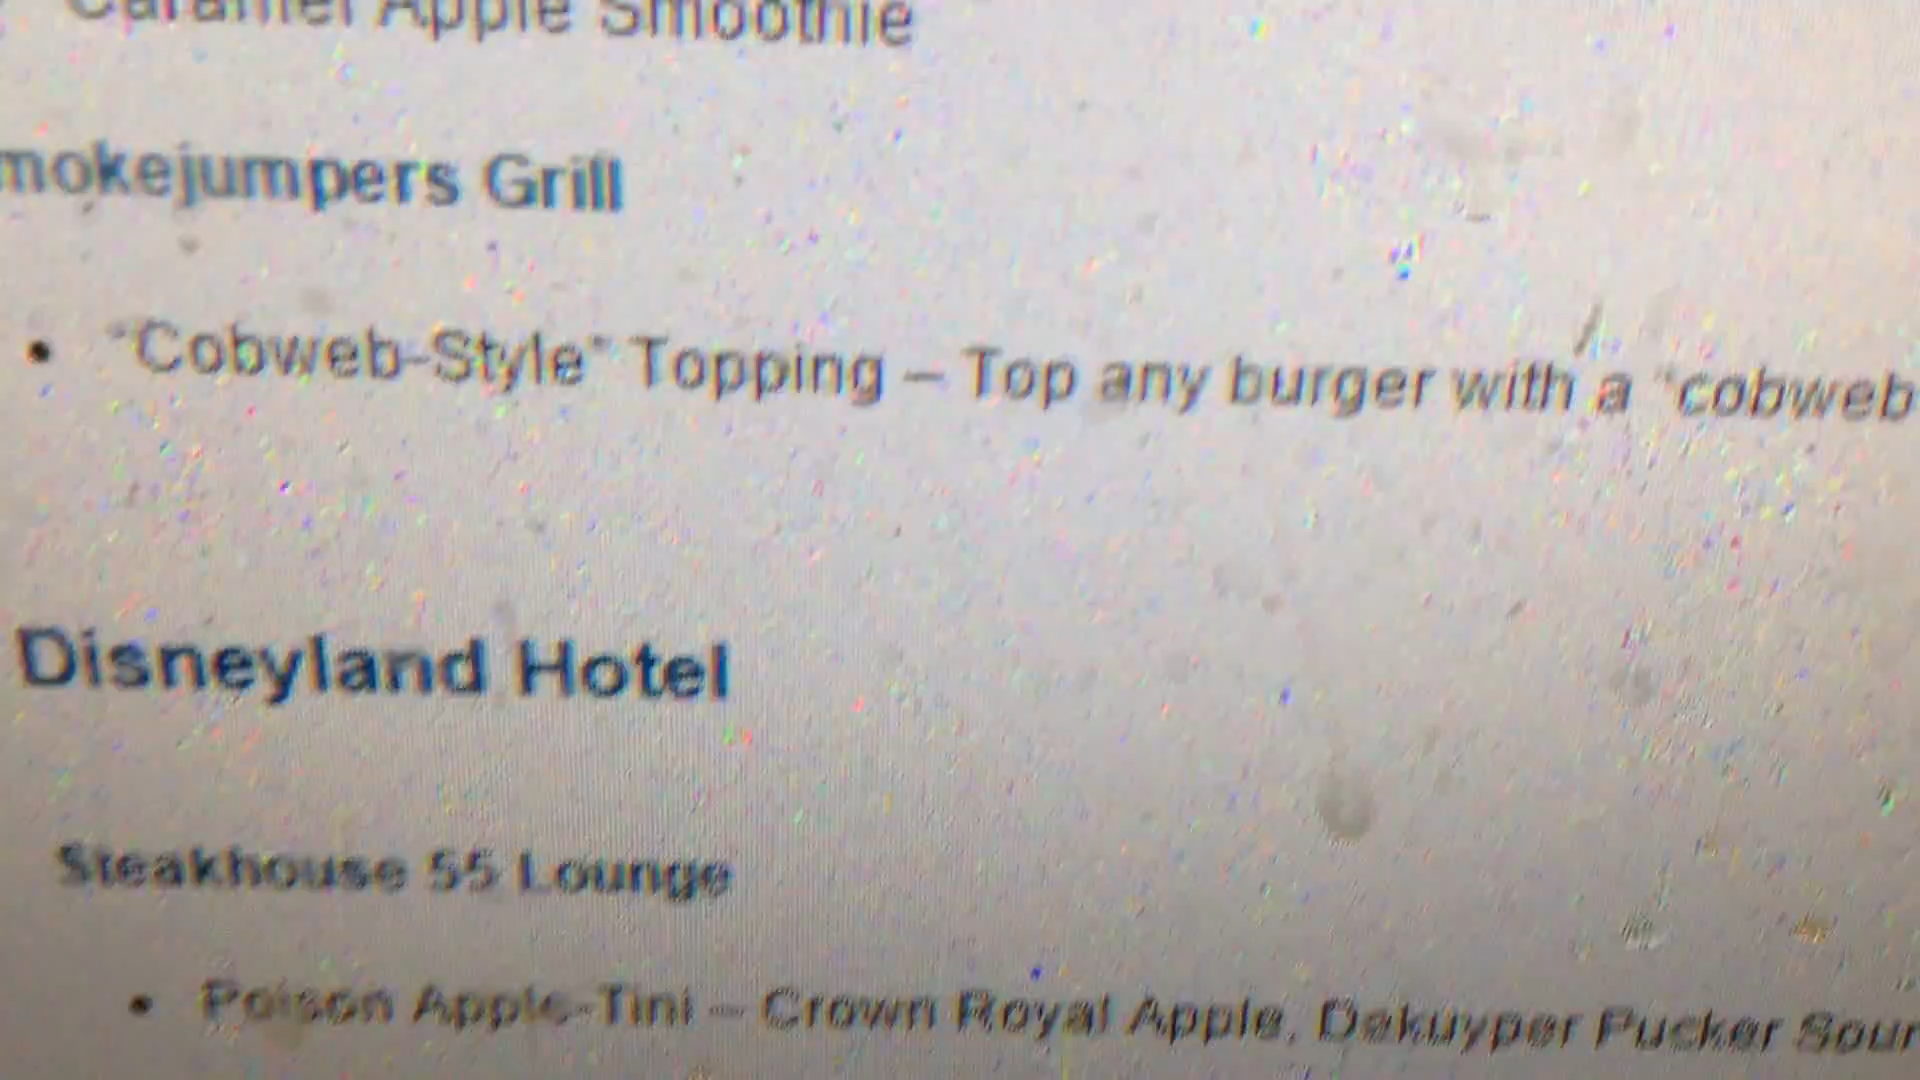 Caramel Apple Smoothie
mokejumpers Grill
• "Cobweb-Style" Topping – Top any burger with a "cobweb
Disneyland Hotel
Steakhouse 55 Lounge
• Poison Apple-Tini – Crown Royal Apple, Dekuyper Pucker Sour